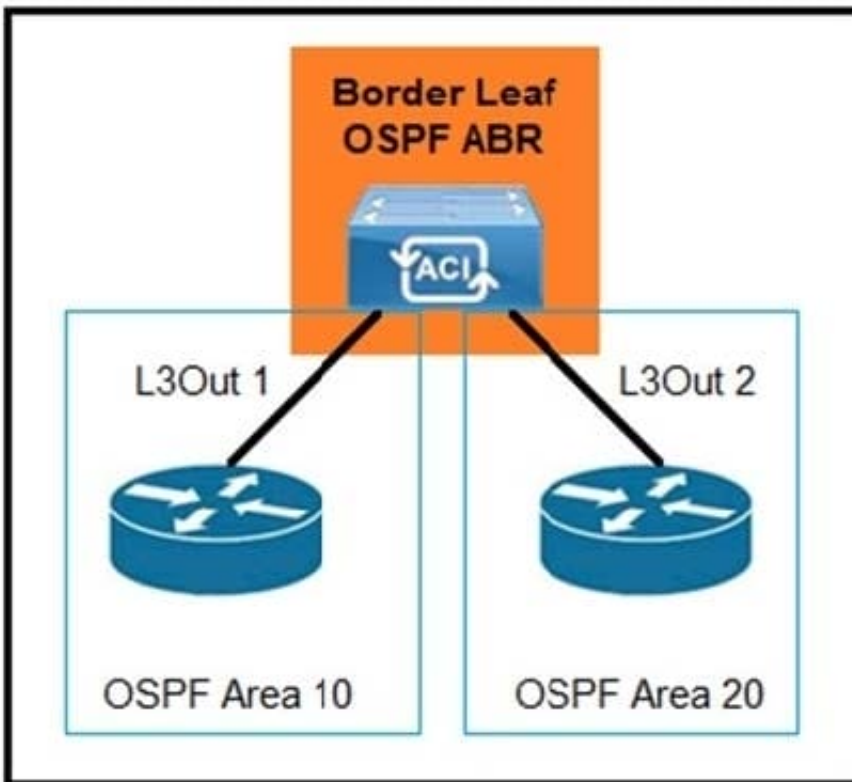 Border Leaf
OSPF ABR
ACI
L3Out 1
L3Out 2
OSPF Area 10
OSPF Area 20